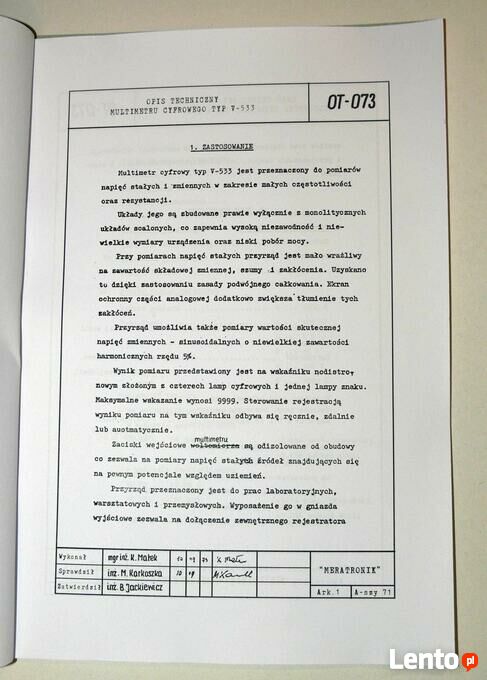 OPIS TECHNICZNY
MULTIMETRU CYFROWEGO TYP V-533
OT-073
1. ZASTOSOWANIE
Multimetr cyfrowy typ V-533 jest przeznaczony do pomiarów
napięć stałych i zmiennych w zakresie małych częstotliwości
oraz rezystancji.
Układy jego są zbudowane prawie wyłącznie z monolitycznych
układów scalonych, co zapewnia wysoką niezawodność i nie-
wielkie wymiary urządzenia oraz niski pobór mocy.
Przy pomiarach napięć stałych przyrząd jest mało wrażliwy
na zawartość składowej zmiennej, szumy i zakłócenia. Uzyskano
to dzięki zastosowaniu zasady podwójnego całkowania. Ekran
ochronny części analogowej dodatkowo zwiększa tłumienie tych
zakłóceń.
Przyrząd umożliwia także pomiary wartości skutecznej
napięć zmiennych - sinusoidalnych o niewielkiej zawartości
harmonicznych rzędu 5%.
Wynik pomiaru przedstawiony jest na wskaźniku
nowym złożonym z czterech lamp cyfrowych i jednej lampy znaku.
Maksymalne wskazanie wynosi 9999. Sterowanie rejestracją
wyniku pomiaru na tym wskaźniku odbywa się ręcznie, zdalnie
lub auotmatycznie.
multimetru
Zaciski wejściowe woltomierza są odizolowane od obudowy
co zezwala na pomiary napięć stałych źródeł znajdujących się
na pewnym potencjale względem uziemień.
Przyrząd przeznaczony jest do prac laboratoryjnych,
warsztatowych i przemysłowych. Wyposażenie go w gniazda
wyjściowe zezwala na dołączenie zewnętrznego rejestratora
Wykonał mgr inż. K. Małek
Sprawdził inż. M. Karkoszka
Zatwierdził inż. B. Jackiewicz
"MERATRONIK"
Ark. 1 A-szy 71
Lento.pl